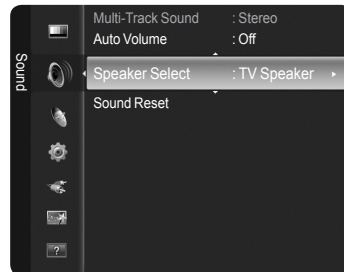 Sound
Multi-Track Sound : Stereo
Auto Volume : Off
Speaker Select : TV Speaker
Sound Reset
?